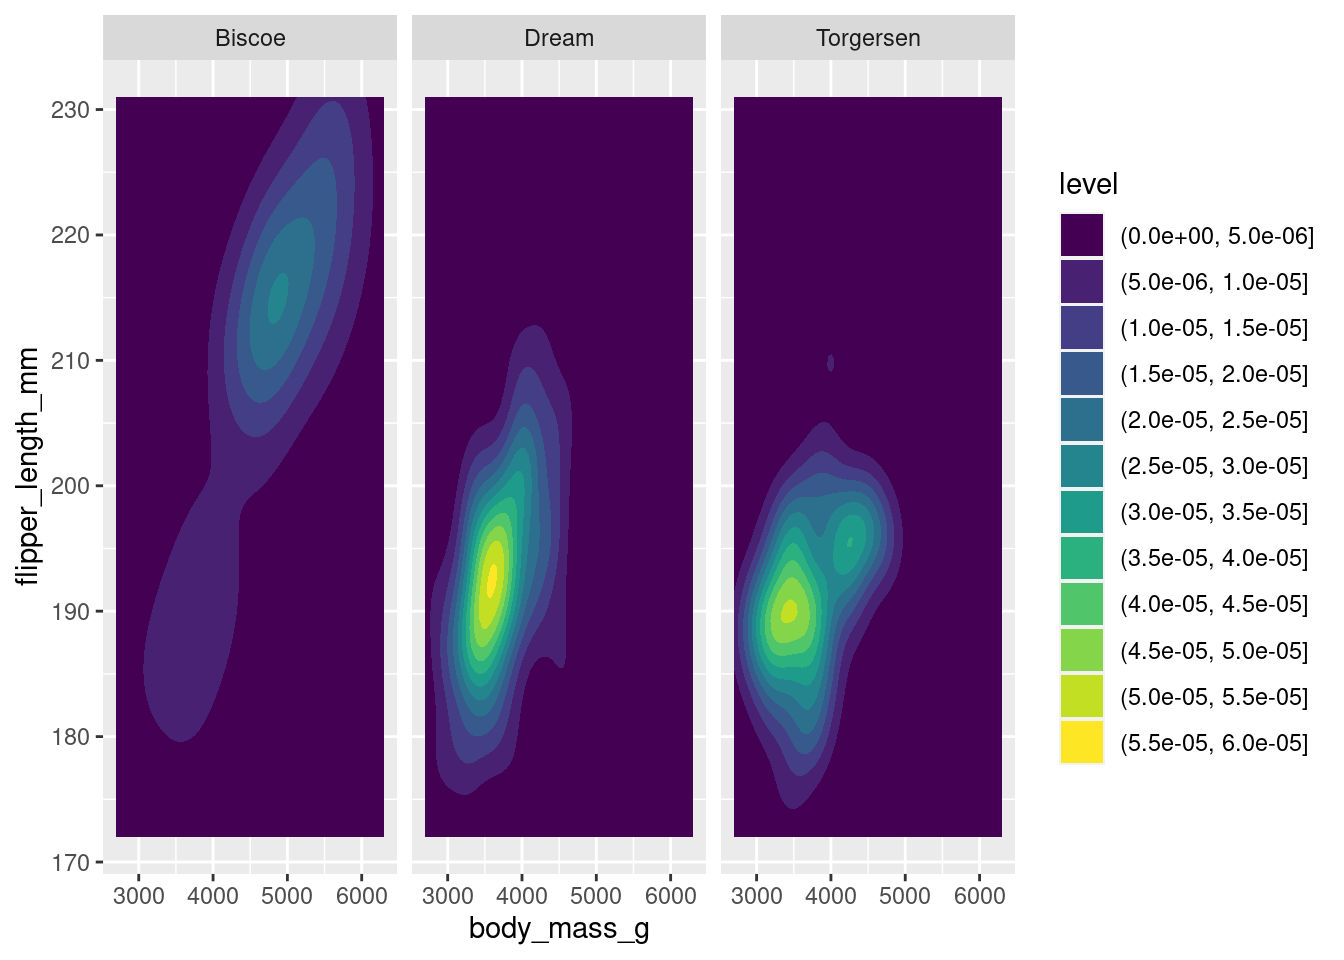 Biscoe
Dream
Torgersen
230
220
210
200
190
180
170
flipper_length_mm
3000 4000 5000 6000
3000 4000 5000 6000
3000 4000 5000 6000
body_mass_g
level
(0.0e+00, 5.0e-06]
(5.0e-06, 1.0e-05]
(1.0e-05, 1.5e-05]
(1.5e-05, 2.0e-05]
(2.0e-05, 2.5e-05]
(2.5e-05, 3.0e-05]
(3.0e-05, 3.5e-05]
(3.5e-05, 4.0e-05]
(4.0e-05, 4.5e-05]
(4.5e-05, 5.0e-05]
(5.0e-05, 5.5e-05]
(5.5e-05, 6.0e-05]